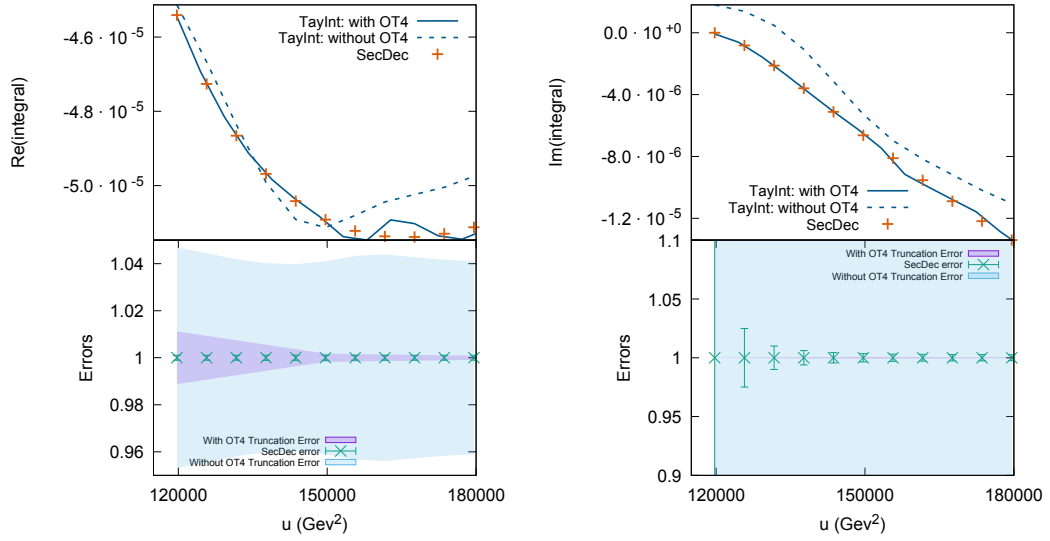 TayInt: with OT4
TayInt: without OT4
SecDec
-4.6 · 10^-5
-4.8 · 10^-5
-5.0 · 10^-5
Re(integral)
1.04
1.02
1
0.98
0.96
Errors
With OT4 Truncation Error
SecDec error
Without OT4 Truncation Error
120000 150000 180000
u (Gev^2)
0.0 · 10^+0
-4.0 · 10^-6
-8.0 · 10^-6
-1.2 · 10^-5
Im(integral)
TayInt: with OT4
TayInt: without OT4
SecDec
1.1
1.05
1
0.95
0.9
Errors
With OT4 Truncation Error
SecDec error
Without OT4 Truncation Error
120000 150000 180000
u (Gev^2)